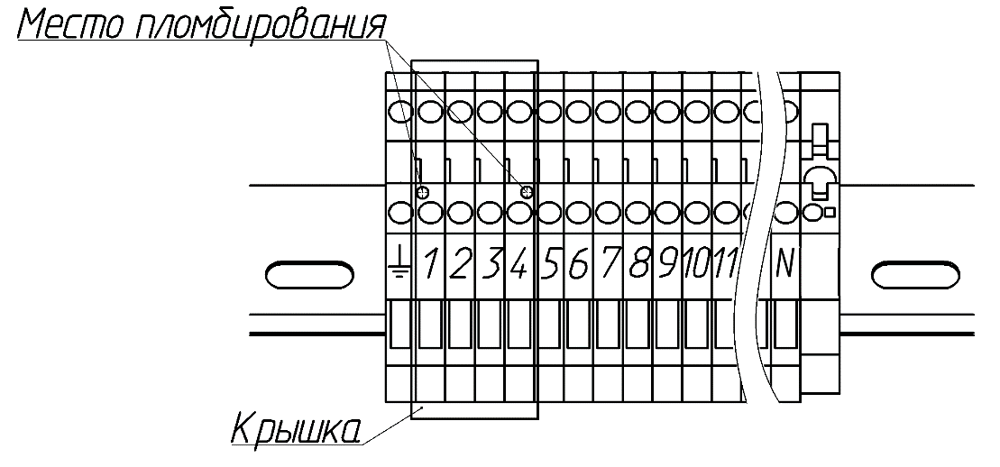 Место пломбирования
1 2 3 4 5 6 7 8 9 10 11 N
Крышка